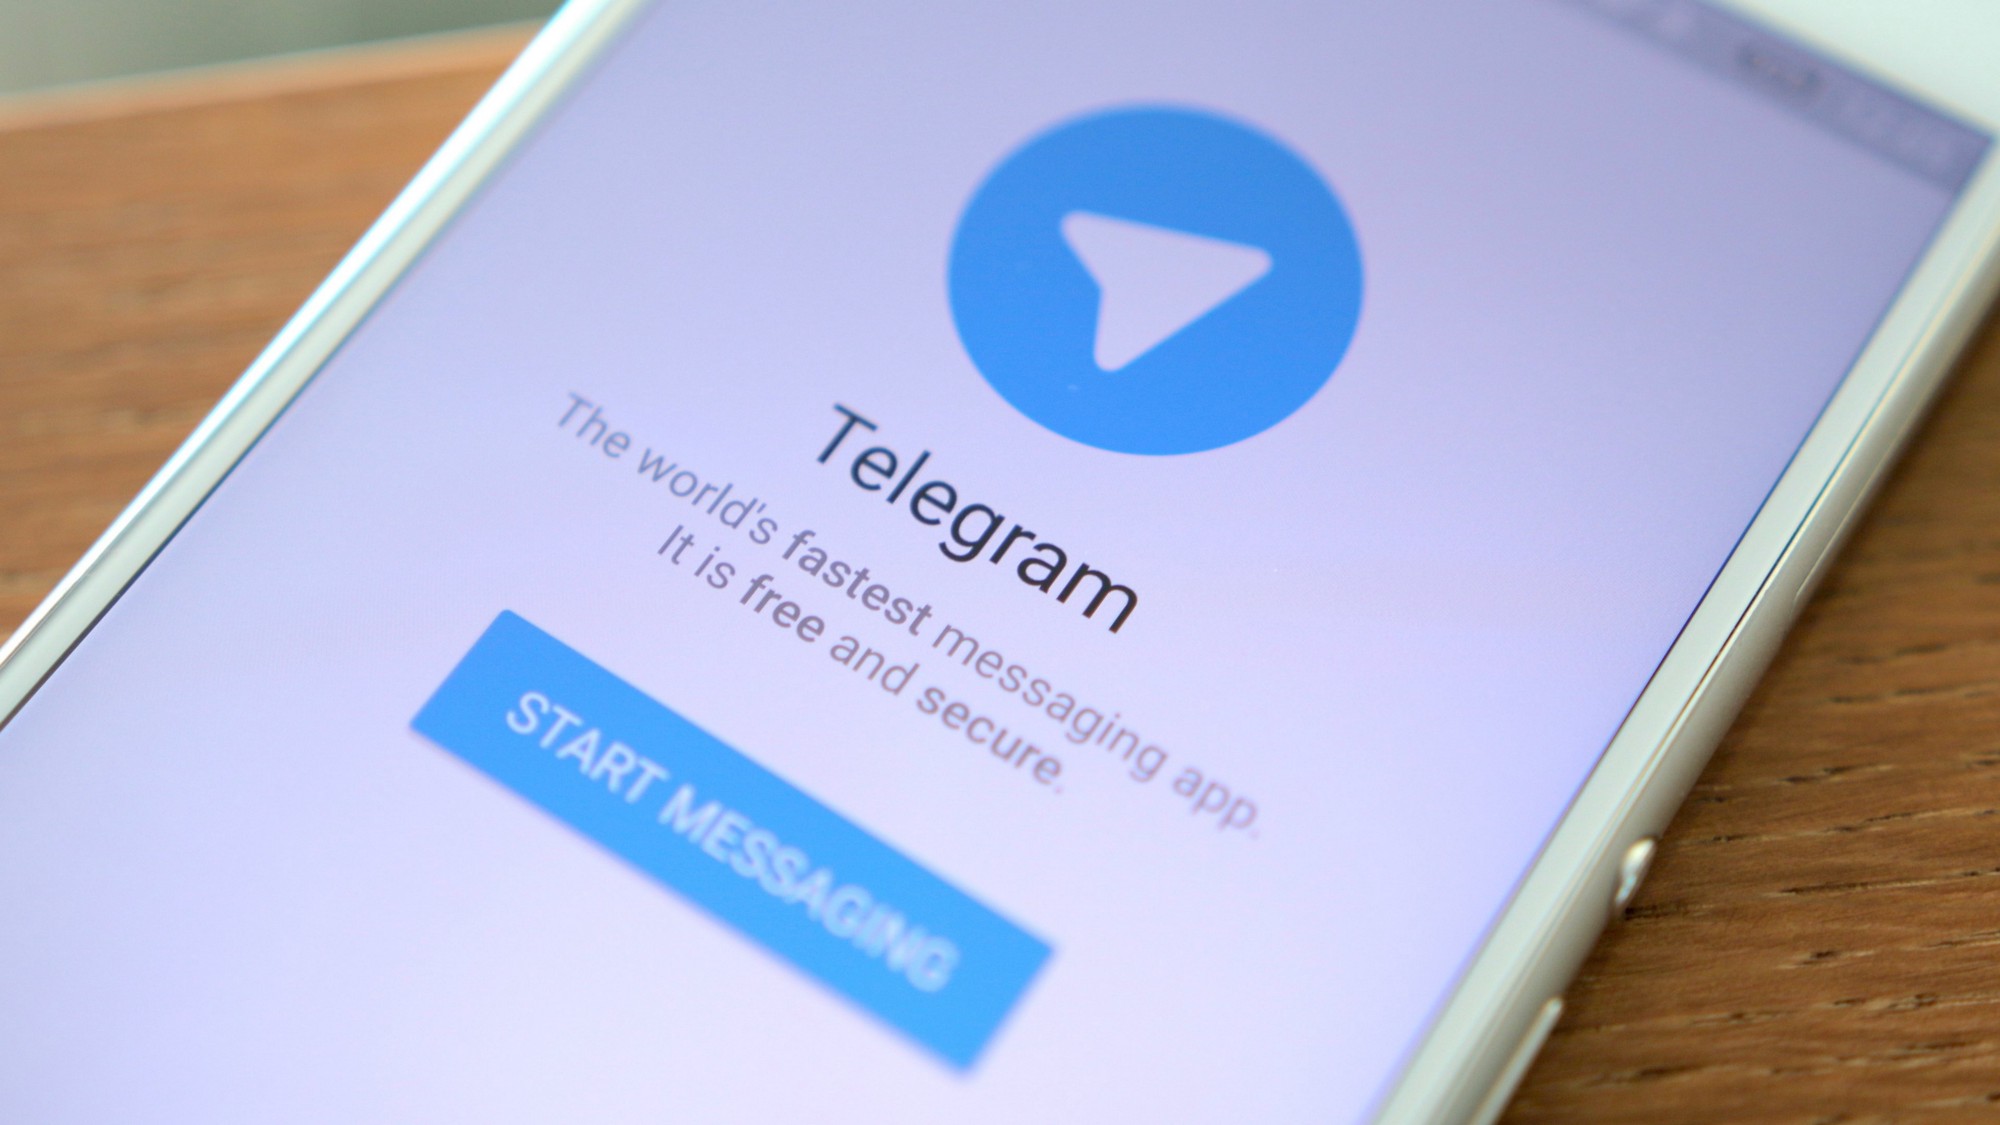 Telegram
The world's fastest messaging app.
It is free and secure.
START MESSAGING